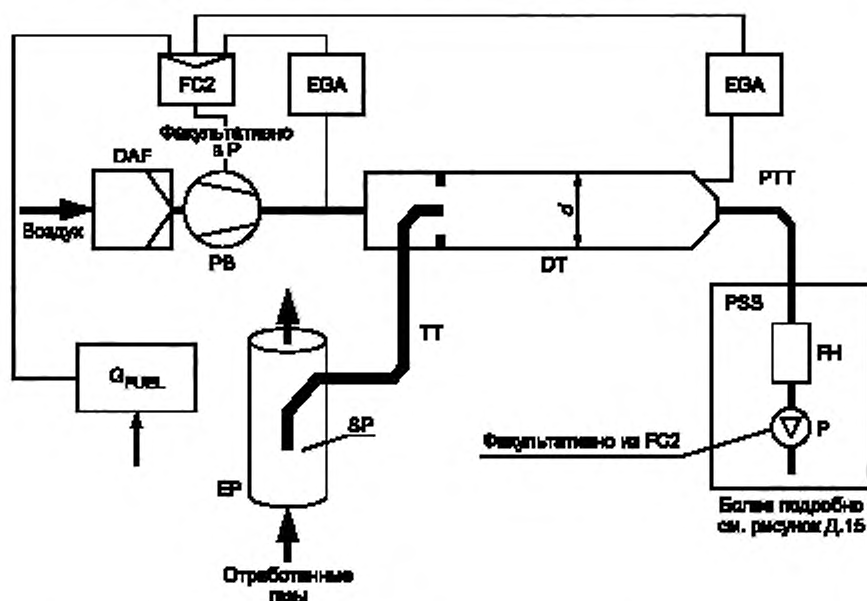 FC2
EGA
EGA
Факультативно
в P
DAF
PTT
Воздух
d
PB
DT
PSS
TT
FH
G FUEL
SP
Факультативно из FC2
P
EP
Более подробно
см. рисунок Д.15
Отработанные
газы